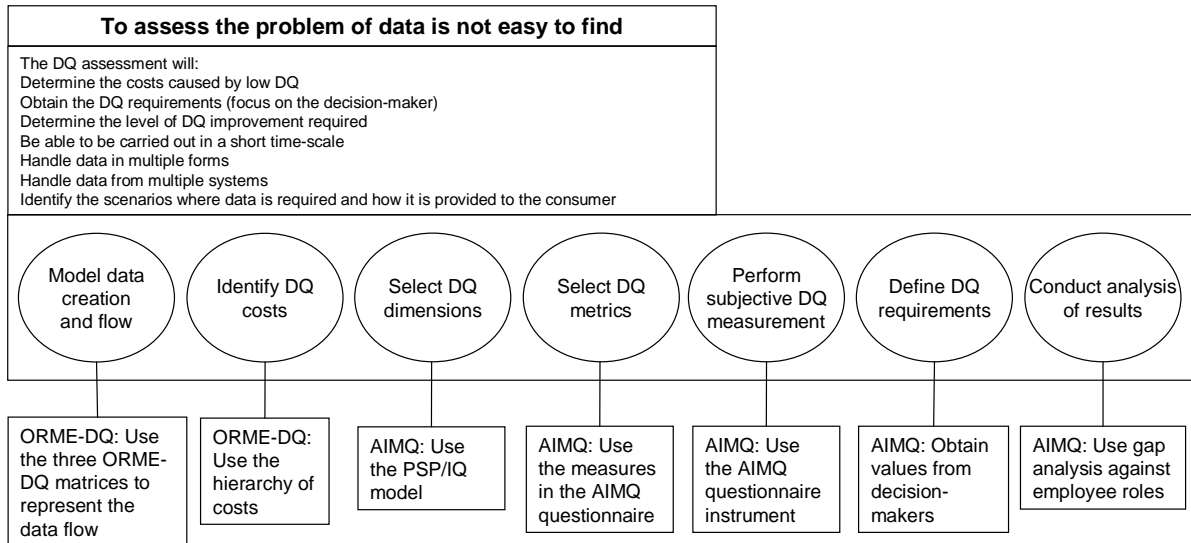 To assess the problem of data is not easy to find
The DQ assessment will:
Determine the costs caused by low DQ
Obtain the DQ requirements (focus on the decision-maker)
Determine the level of DQ improvement required
Be able to be carried out in a short time-scale
Handle data in multiple forms
Handle data from multiple systems
Identify the scenarios where data is required and how it is provided to the consumer
Model data
creation
and flow
Identify DQ
costs
Select DQ
dimensions
Select DQ
metrics
Perform
subjective DQ
measurement
Define DQ
requirements
Conduct analysis
of results
ORME-DQ: Use
the three ORME-
DQ matrices to
represent the
data flow
ORME-DQ:
Use the
hierarchy of
costs
AIMQ: Use
the PSP/IQ
model
AIMQ: Use
the measures
in the AIMQ
questionnaire
AIMQ: Use
the AIMQ
questionnaire
instrument
AIMQ: Obtain
values from
decision-
makers
AIMQ: Use gap
analysis against
employee roles